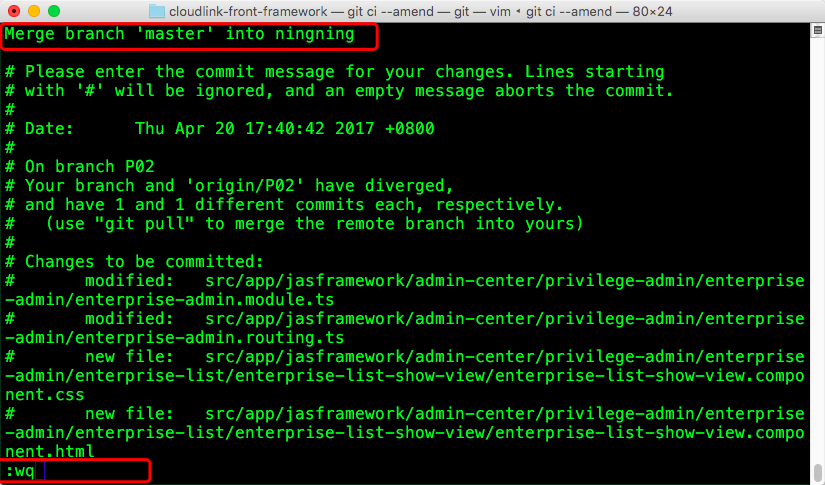 cloudlink-front-framework — git ci --amend — git — vim ◂ git ci --amend — 80×24
Merge branch 'master' into ningning
# Please enter the commit message for your changes. Lines starting
# with '#' will be ignored, and an empty message aborts the commit.
#
# Date:      Thu Apr 20 17:40:42 2017 +0800
#
# On branch P02
# Your branch and 'origin/P02' have diverged,
# and have 1 and 1 different commits each, respectively.
#   (use "git pull" to merge the remote branch into yours)
#
# Changes to be committed:
#       modified:   src/app/jasframework/admin-center/privilege-admin/enterprise
-admin/enterprise-admin.module.ts
#       modified:   src/app/jasframework/admin-center/privilege-admin/enterprise
-admin/enterprise-admin.routing.ts
#       new file:   src/app/jasframework/admin-center/privilege-admin/enterprise
-admin/enterprise-list/enterprise-list-show-view/enterprise-list-show-view.compo
nent.css
#       new file:   src/app/jasframework/admin-center/privilege-admin/enterprise
-admin/enterprise-list/enterprise-list-show-view/enterprise-list-show-view.compo
nent.html
:wq